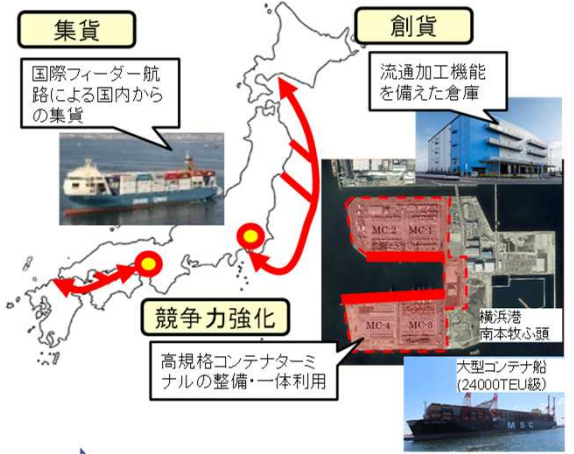 集貨
国際フィーダー航
路による国内から
の集貨
創貨
流通加工機能
を備えた倉庫
MC-2
MC-1
MC-4
MC-3
横浜港
南本牧ふ頭
競争力強化
高規格コンテナターミ
ナルの整備・一体利用
大型コンテナ船
(24000TEU級)
MSC